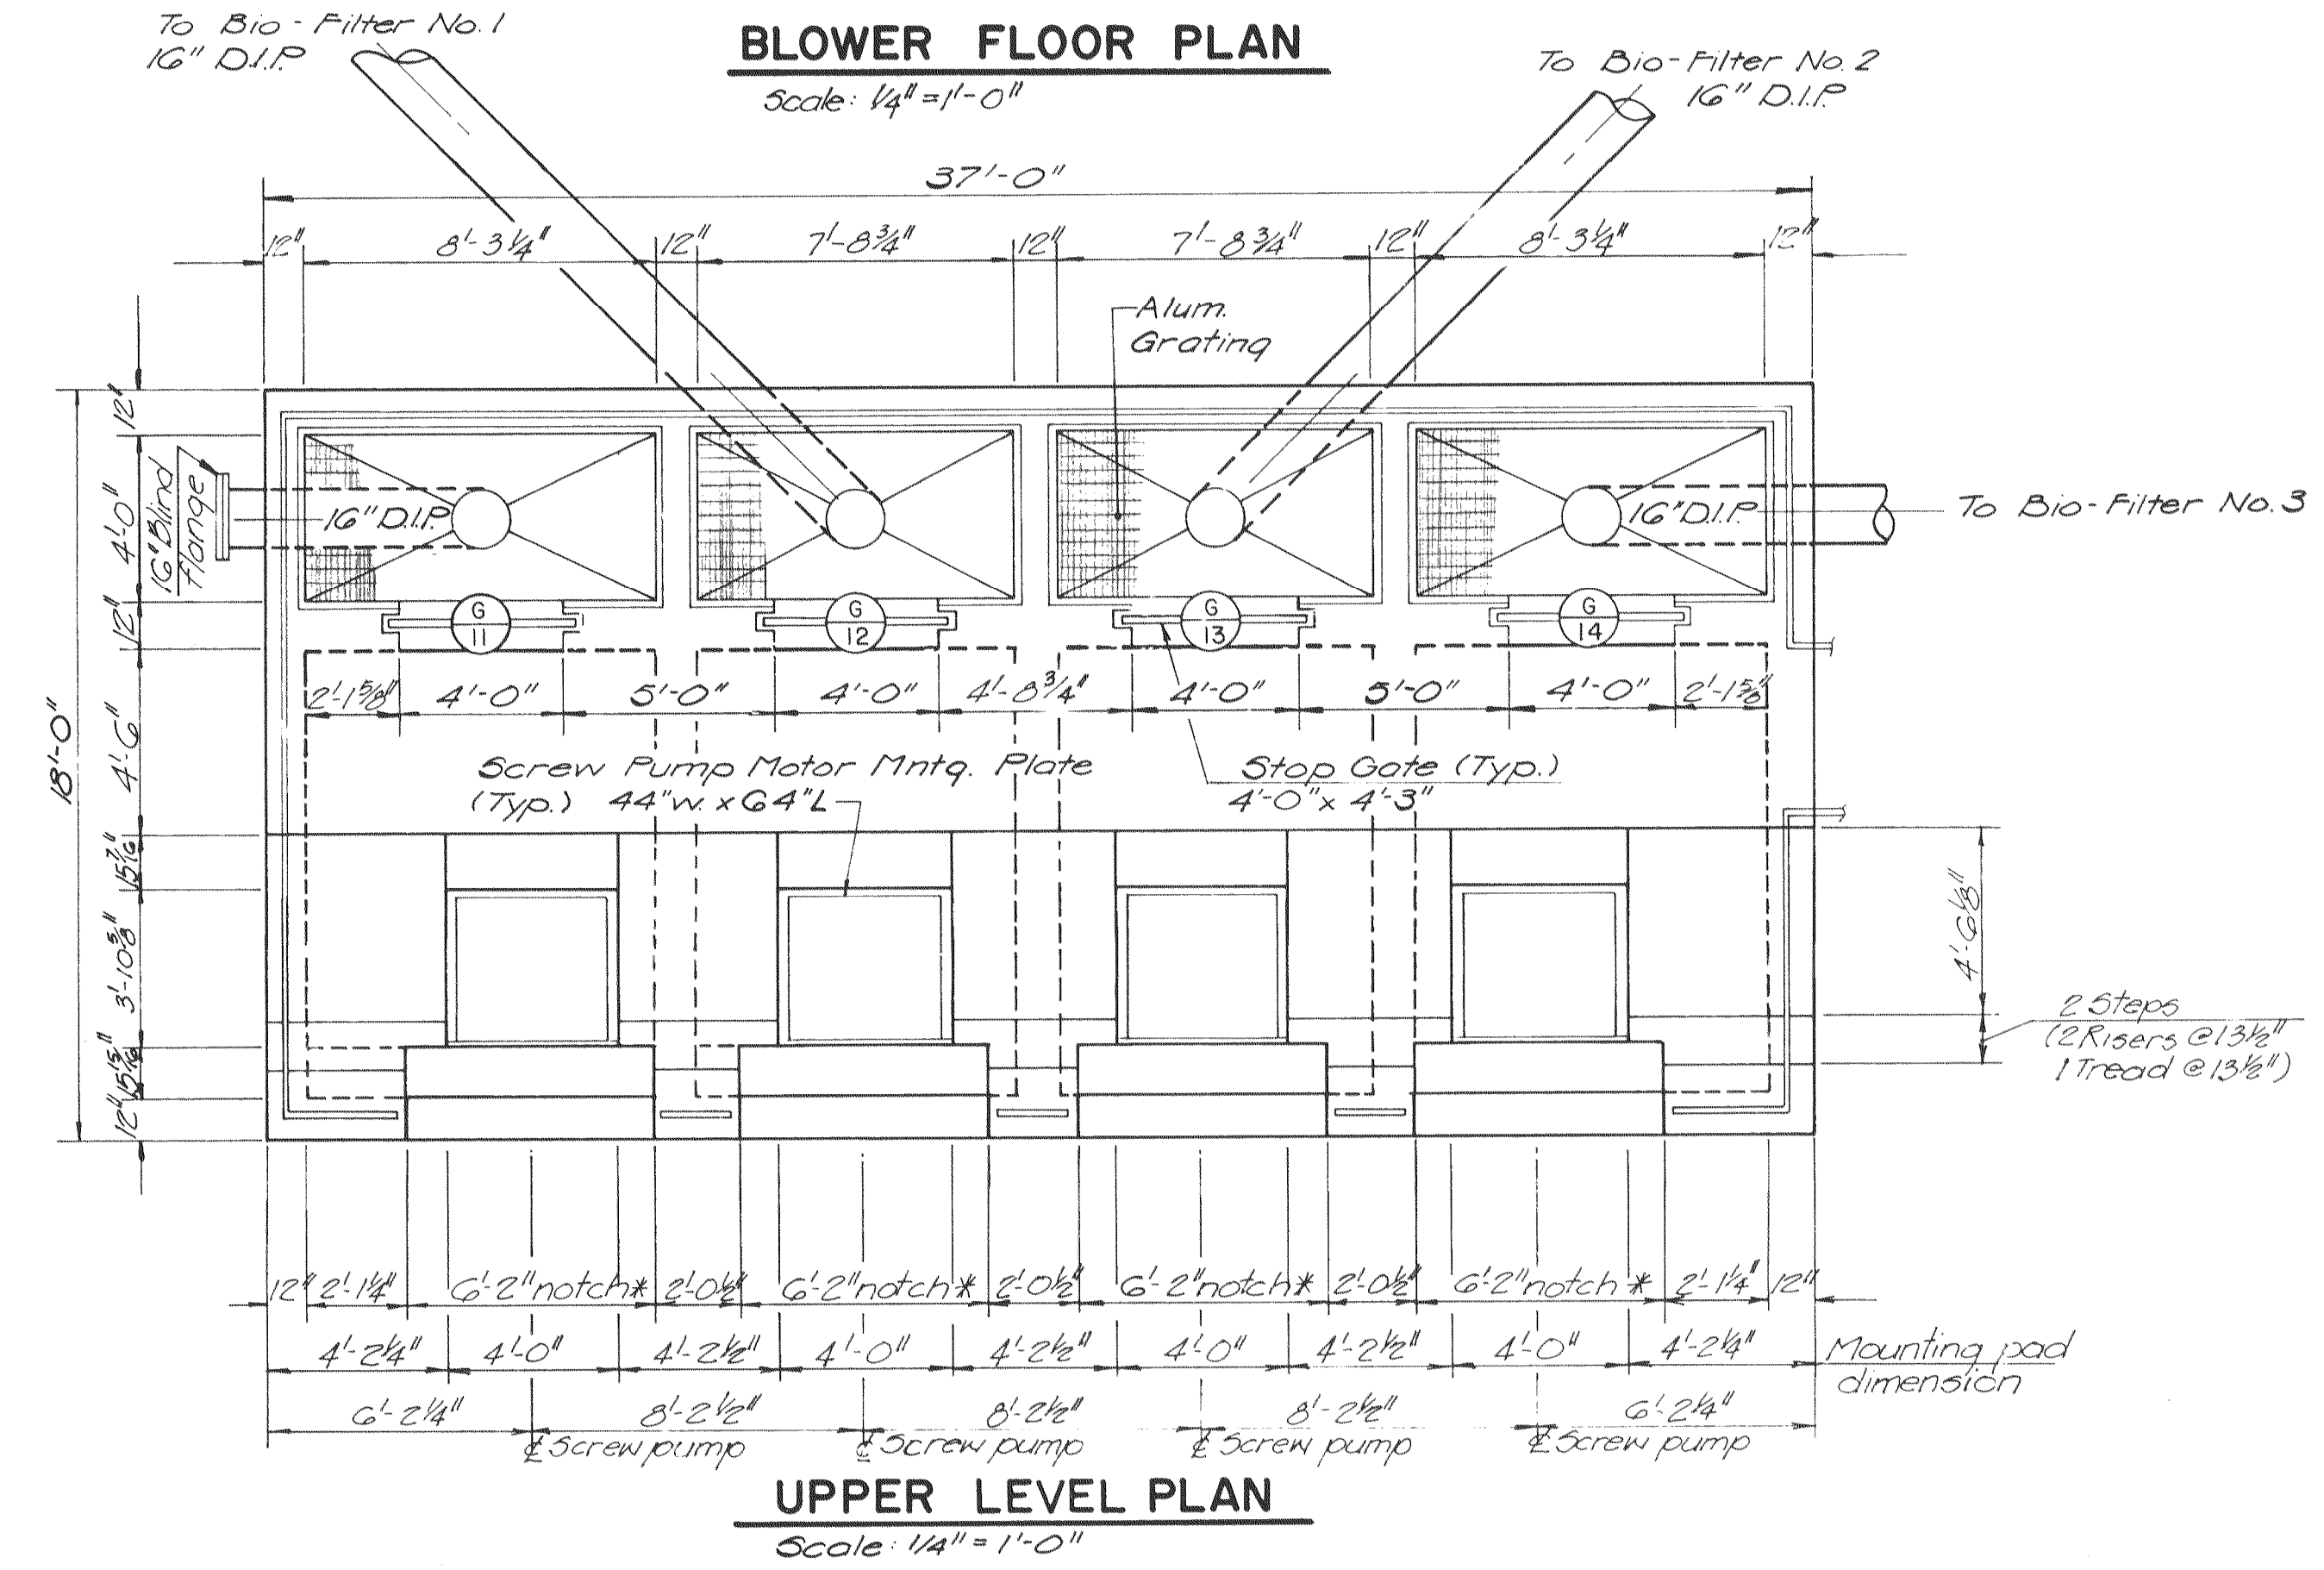 To Bio-Filter No. 1
16" D.I.P.
BLOWER FLOOR PLAN
Scale: 1/4" = 1'-0"
To Bio-Filter No. 2
16" D.I.P.
37'-0"
12" 8'-3 1/4" 12" 7'-8 3/4" 12" 7'-8 3/4" 12" 8'-3 1/4" 12"
Alum.
Grating
12"
4'-0"
12"
4'-6"
15 7/16"
3'-10 5/8"
15 15/16"
12"
18'-0"
16" Blind
flange
16" D.I.P.
16" D.I.P.
To Bio-Filter No. 3
G
11
G
12
G
13
G
14
2'-1 5/8" 4'-0" 5'-0" 4'-0" 4'-8 3/4" 4'-0" 5'-0" 4'-0" 2'-1 5/8"
Screw Pump Motor Mntg. Plate
(Typ.) 44"w. x 64"L
Stop Gate (Typ.)
4'-0" x 4'-3"
4'-6 1/8"
2 Steps
(2 Risers @ 13 1/2"
1 Tread @ 13 1/2")
12" 2'-1 1/4" 6'-2" notch* 2'-0 1/2" 6'-2" notch* 2'-0 1/2" 6'-2" notch* 2'-0 1/2" 6'-2" notch* 2'-1 1/4" 12"
4'-2 1/4" 4'-0" 4'-2 1/2" 4'-0" 4'-2 1/2" 4'-0" 4'-2 1/2" 4'-0" 4'-2 1/4"
Mounting pad
dimension
6'-2 1/4" 8'-2 1/2" 8'-2 1/2" 8'-2 1/2" 6'-2 1/4"
℄ Screw pump ℄ Screw pump ℄ Screw pump ℄ Screw pump
UPPER LEVEL PLAN
Scale: 1/4" = 1'-0"